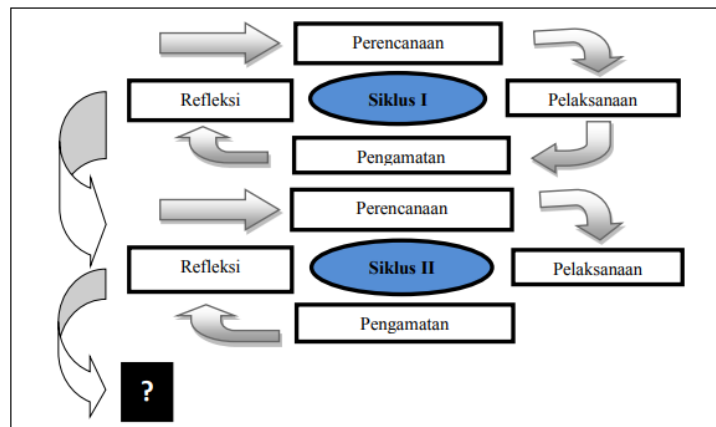 Perencanaan
Refleksi
Siklus I
Pelaksanaan
Pengamatan
Perencanaan
Refleksi
Siklus II
Pelaksanaan
Pengamatan
?